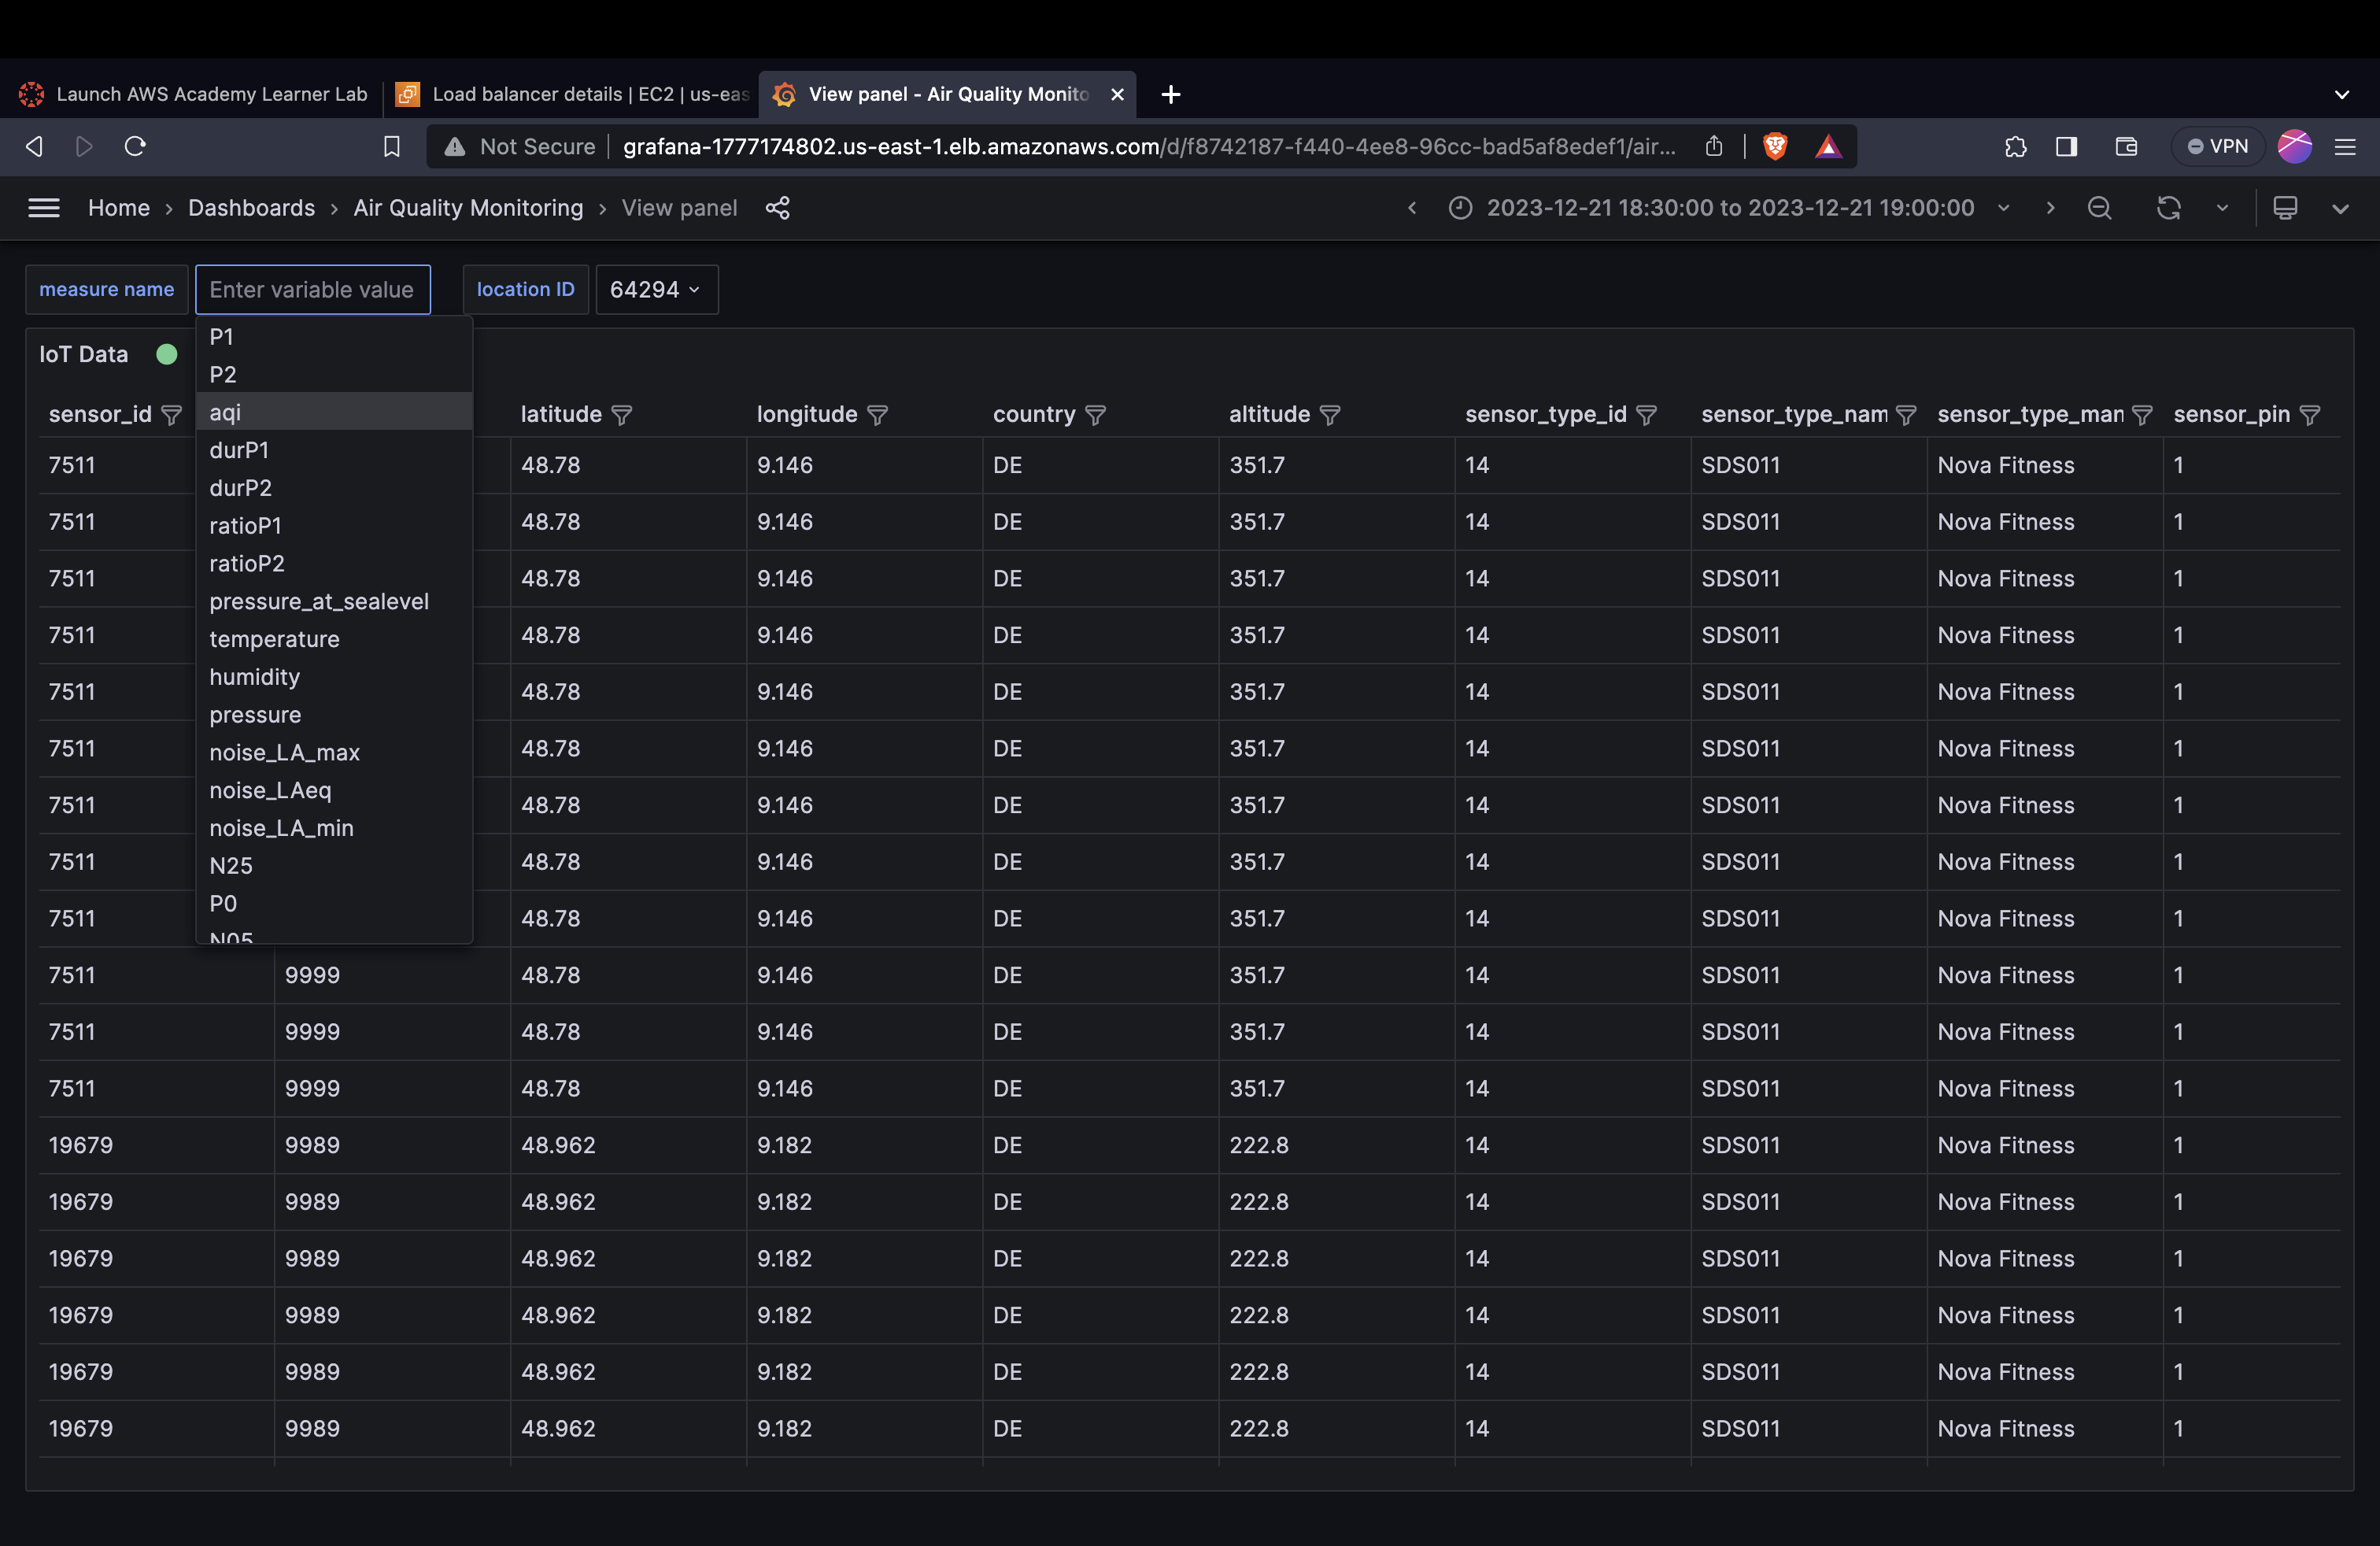 Launch AWS Academy Learner Lab
Load balancer details | EC2 | us-eas
View panel - Air Quality Monito
Not Secure
grafana-1777174802.us-east-1.elb.amazonaws.com/d/f8742187-f440-4ee8-96cc-bad5af8edef1/air...
VPN
Home › Dashboards › Air Quality Monitoring › View panel
2023-12-21 18:30:00 to 2023-12-21 19:00:00
measure name Enter variable value location ID 64294
IoT Data
P1
P2
aqi
durP1
durP2
ratioP1
ratioP2
pressure_at_sealevel
temperature
humidity
pressure
noise_LA_max
noise_LAeq
noise_LA_min
N25
P0
N05
sensor_id latitude longitude country altitude sensor_type_id sensor_type_nam sensor_type_man sensor_pin
7511 48.78 9.146 DE 351.7 14 SDS011 Nova Fitness 1
7511 48.78 9.146 DE 351.7 14 SDS011 Nova Fitness 1
7511 48.78 9.146 DE 351.7 14 SDS011 Nova Fitness 1
7511 48.78 9.146 DE 351.7 14 SDS011 Nova Fitness 1
7511 48.78 9.146 DE 351.7 14 SDS011 Nova Fitness 1
7511 48.78 9.146 DE 351.7 14 SDS011 Nova Fitness 1
7511 48.78 9.146 DE 351.7 14 SDS011 Nova Fitness 1
7511 48.78 9.146 DE 351.7 14 SDS011 Nova Fitness 1
7511 48.78 9.146 DE 351.7 14 SDS011 Nova Fitness 1
7511 9999 48.78 9.146 DE 351.7 14 SDS011 Nova Fitness 1
7511 9999 48.78 9.146 DE 351.7 14 SDS011 Nova Fitness 1
7511 9999 48.78 9.146 DE 351.7 14 SDS011 Nova Fitness 1
19679 9989 48.962 9.182 DE 222.8 14 SDS011 Nova Fitness 1
19679 9989 48.962 9.182 DE 222.8 14 SDS011 Nova Fitness 1
19679 9989 48.962 9.182 DE 222.8 14 SDS011 Nova Fitness 1
19679 9989 48.962 9.182 DE 222.8 14 SDS011 Nova Fitness 1
19679 9989 48.962 9.182 DE 222.8 14 SDS011 Nova Fitness 1
19679 9989 48.962 9.182 DE 222.8 14 SDS011 Nova Fitness 1